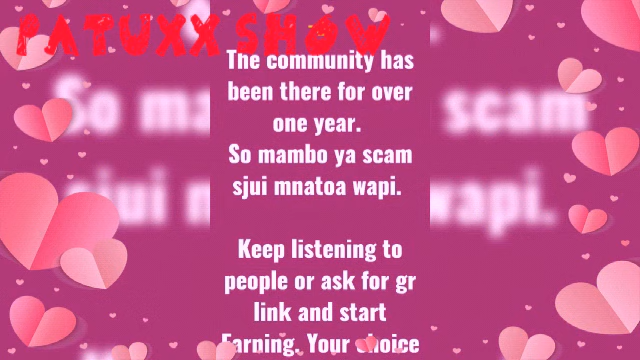 PATUXX SHOW
The community has
been there for over
one year.
So mambo ya scam
sjui mnatoa wapi.
Keep listening to
people or ask for gr
link and start
Earning. Your choice